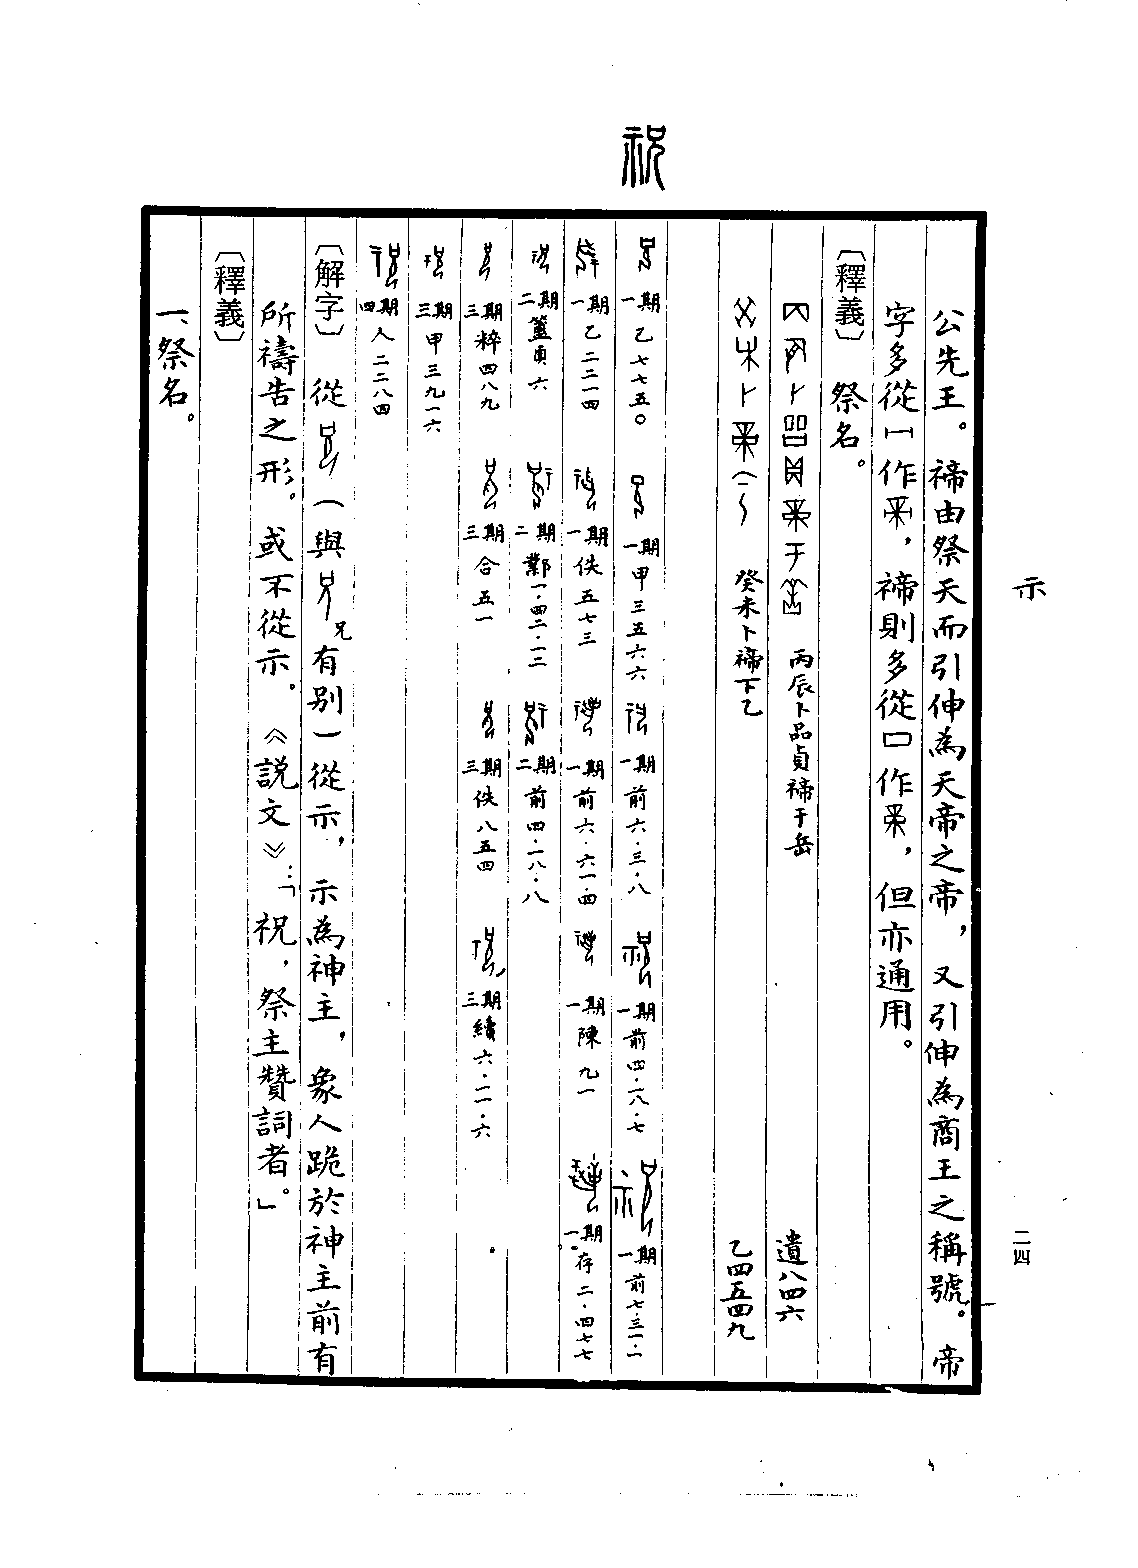 示
二四
祝
公先王。禘由祭天而引伸為天帝之帝，又引伸為商王之稱號。帝
字多從作，禘則多從口作，但亦通用。
〔釋義〕祭名。
丙辰卜品貞禘于岳 遺八四六
癸未卜禘下乙 乙四五四九
一期 乙七七五〇 一期 甲三五六六 一期 前六·三·八 一期 前四·一八·七 一期 前七·三一·一
一期 乙二二一四 一期 佚五七三 一期 前六·六一·四 一期 陳九一 一期 存二·四七七
二期 簠 六 二期 鄴一·四二·一二 二期 前四·一八·八
三期 粹四八九 三期 合五一 三期 佚八五四 三期 續六·一一·六
三期 甲三九一六
四期 人二二八四
〔解字〕從（與兄有別）從示，示為神主，象人跪於神主前有
所禱告之形。或不從示。《説文》：「祝，祭主贊詞者。」
〔釋義〕
一、祭名。